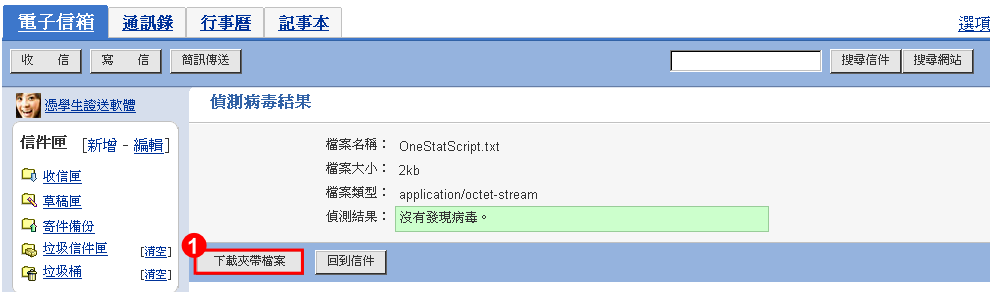 電子信箱 通訊錄 行事曆 記事本 選項
收 信 寫 信 簡訊傳送 搜尋信件 搜尋網站
憑學生證送軟體
信件匣 [新增 - 編輯]
收信匣
草稿匣
寄件備份
垃圾信件匣 [清空]
垃圾桶 [清空]
偵測病毒結果
檔案名稱： OneStatScript.txt
檔案大小： 2kb
檔案類型： application/octet-stream
偵測結果： 沒有發現病毒。
1
下載夾帶檔案 回到信件